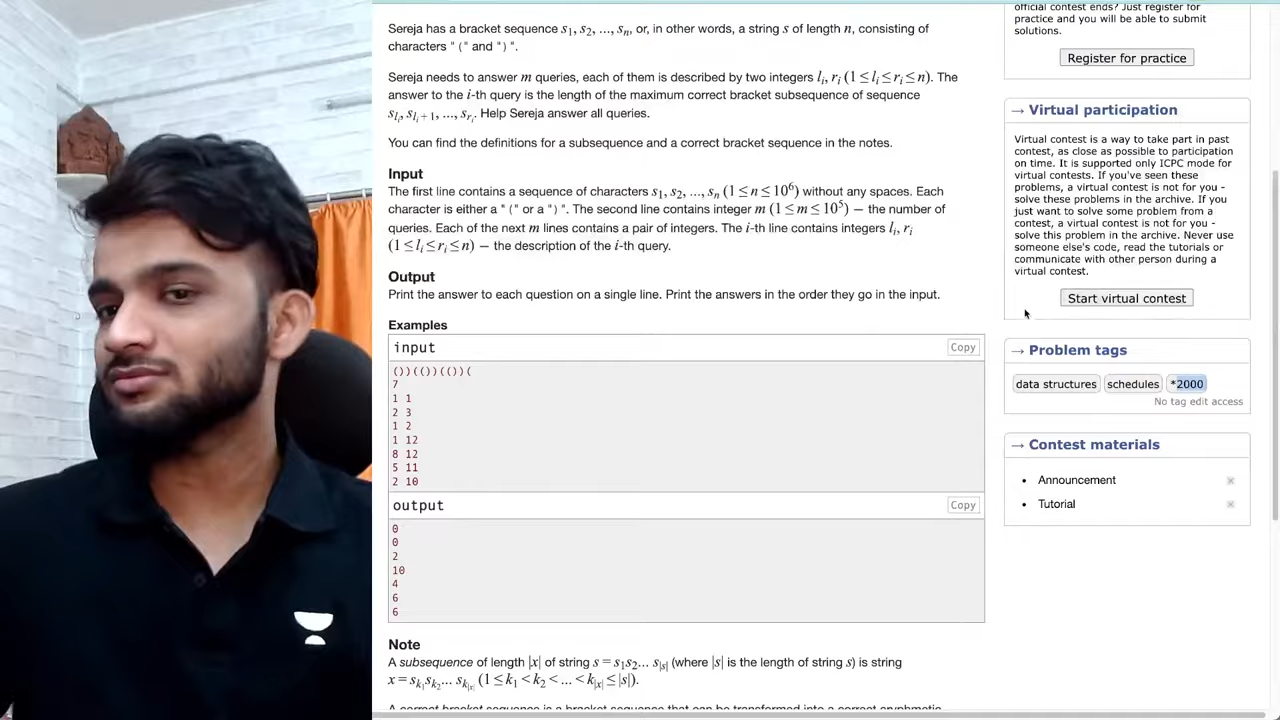 Sereja has a bracket sequence s1, s2, ..., sn, or, in other words, a string s of length n, consisting of
characters "(" and ")".
Sereja needs to answer m queries, each of them is described by two integers li, ri (1 ≤ li ≤ ri ≤ n). The
answer to the i-th query is the length of the maximum correct bracket subsequence of sequence
sli, sli + 1, ..., sri. Help Sereja answer all queries.
You can find the definitions for a subsequence and a correct bracket sequence in the notes.
Input
The first line contains a sequence of characters s1, s2, ..., sn (1 ≤ n ≤ 10^6) without any spaces. Each
character is either a "(" or a ")". The second line contains integer m (1 ≤ m ≤ 10^5) — the number of
queries. Each of the next m lines contains a pair of integers. The i-th line contains integers li, ri
(1 ≤ li ≤ ri ≤ n) — the description of the i-th query.
Output
Print the answer to each question on a single line. Print the answers in the order they go in the input.
Examples
input
Copy
())(())(())(
7
1 1
2 3
1 2
1 12
8 12
5 11
2 10
output
Copy
0
0
2
10
4
6
6
Note
A subsequence of length |x| of string s = s1s2... s|s| (where |s| is the length of string s) is string
x = sk1sk2... sk|x| (1 ≤ k1 < k2 < ... < k|x| ≤ |s|).
A correct bracket sequence is a bracket sequence that can be transformed into a correct aryphmetic
official contest ends? Just register for
practice and you will be able to submit
solutions.
Register for practice
→ Virtual participation
Virtual contest is a way to take part in past
contest, as close as possible to participation
on time. It is supported only ICPC mode for
virtual contests. If you've seen these
problems, a virtual contest is not for you -
solve these problems in the archive. If you
just want to solve some problem from a
contest, a virtual contest is not for you -
solve this problem in the archive. Never use
someone else's code, read the tutorials or
communicate with other person during a
virtual contest.
Start virtual contest
→ Problem tags
data structures
schedules
*2000
No tag edit access
→ Contest materials
Announcement
Tutorial